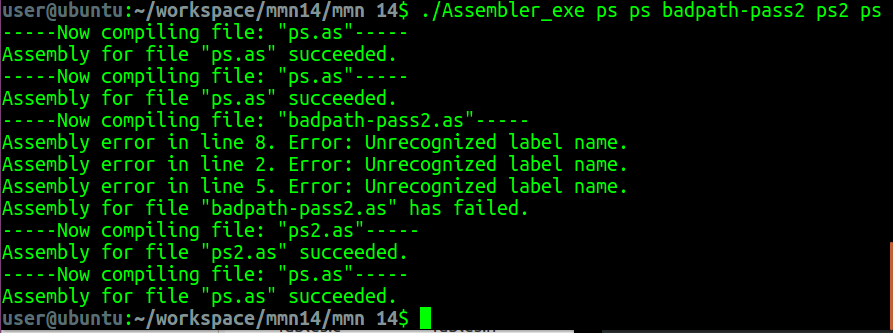 user@ubuntu:~/workspace/mmn14/mmn 14$ ./Assembler_exe ps ps badpath-pass2 ps2 ps
-----Now compiling file: "ps.as"-----
Assembly for file "ps.as" succeeded.
-----Now compiling file: "ps.as"-----
Assembly for file "ps.as" succeeded.
-----Now compiling file: "badpath-pass2.as"-----
Assembly error in line 8. Error: Unrecognized label name.
Assembly error in line 2. Error: Unrecognized label name.
Assembly error in line 5. Error: Unrecognized label name.
Assembly for file "badpath-pass2.as" has failed.
-----Now compiling file: "ps2.as"-----
Assembly for file "ps2.as" succeeded.
-----Now compiling file: "ps.as"-----
Assembly for file "ps.as" succeeded.
user@ubuntu:~/workspace/mmn14/mmn 14$